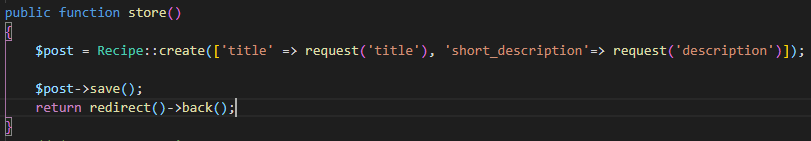 public function store()
{
$post = Recipe::create(['title' => request('title'), 'short_description'=> request('description')]);
$post->save();
return redirect()->back();
}